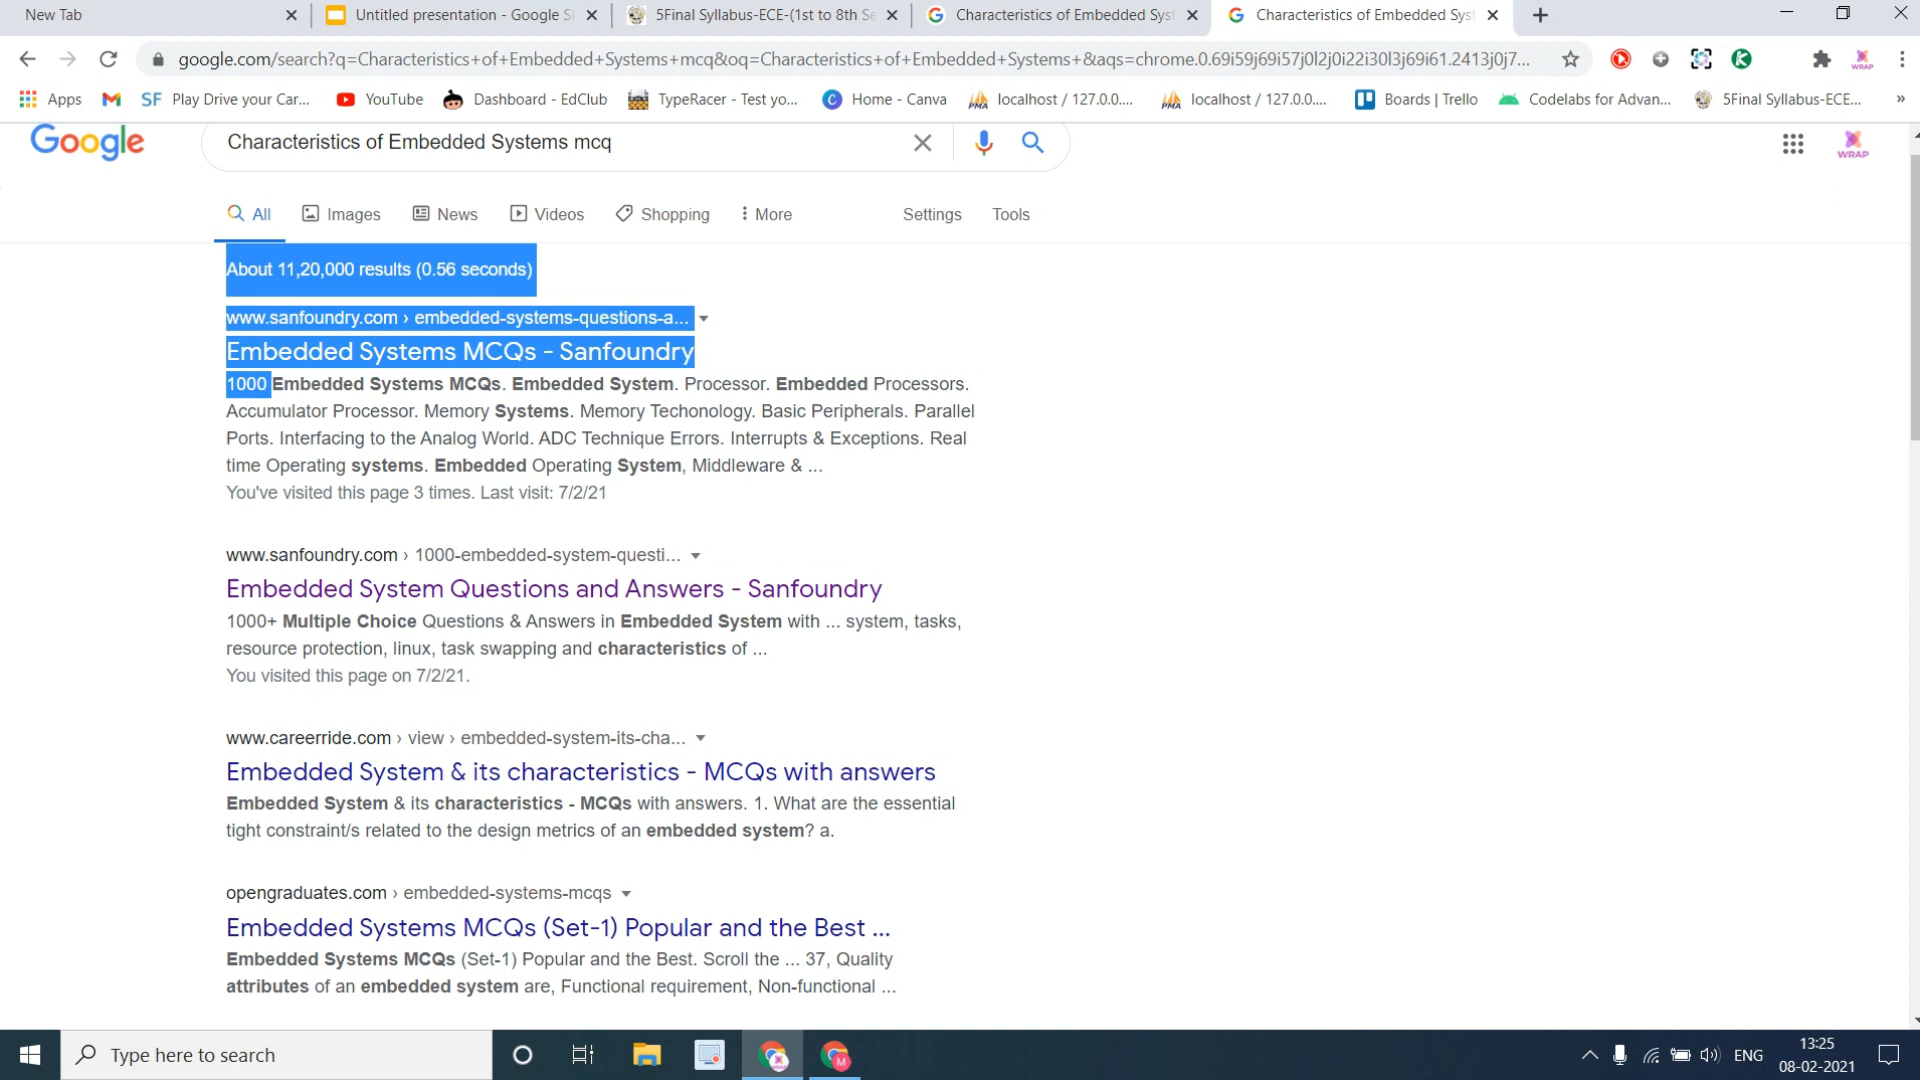 New Tab
Untitled presentation - Google Sl
5Final Syllabus-ECE-(1st to 8th Se
Characteristics of Embedded Syst
Characteristics of Embedded Syst
google.com/search?q=Characteristics+of+Embedded+Systems+mcq&oq=Characteristics+of+Embedded+Systems+&aqs=chrome.0.69i59j69i57j0l2j0i22i30l3j69i61.2413j0j7...
WRAP
Apps
SF
Play Drive your Car...
YouTube
Dashboard - EdClub
TypeRacer - Test yo...
C
Home - Canva
PMA
localhost / 127.0.0....
PMA
localhost / 127.0.0....
Boards | Trello
Codelabs for Advan...
5Final Syllabus-ECE...
»
Google
Characteristics of Embedded Systems mcq
WRAP
All
Images
News
Videos
Shopping
More
Settings
Tools
About 11,20,000 results (0.56 seconds)
www.sanfoundry.com › embedded-systems-questions-a...
Embedded Systems MCQs - Sanfoundry
1000 Embedded Systems MCQs. Embedded System. Processor. Embedded Processors.
Accumulator Processor. Memory Systems. Memory Techonology. Basic Peripherals. Parallel
Ports. Interfacing to the Analog World. ADC Technique Errors. Interrupts & Exceptions. Real
time Operating systems. Embedded Operating System, Middleware & ...
You've visited this page 3 times. Last visit: 7/2/21
www.sanfoundry.com › 1000-embedded-system-questi...
Embedded System Questions and Answers - Sanfoundry
1000+ Multiple Choice Questions & Answers in Embedded System with ... system, tasks,
resource protection, linux, task swapping and characteristics of ...
You visited this page on 7/2/21.
www.careerride.com › view › embedded-system-its-cha...
Embedded System & its characteristics - MCQs with answers
Embedded System & its characteristics - MCQs with answers. 1. What are the essential
tight constraint/s related to the design metrics of an embedded system? a.
opengraduates.com › embedded-systems-mcqs
Embedded Systems MCQs (Set-1) Popular and the Best ...
Embedded Systems MCQs (Set-1) Popular and the Best. Scroll the ... 37, Quality
attributes of an embedded system are, Functional requirement, Non-functional ...
Type here to search
M
ENG
13:25
08-02-2021